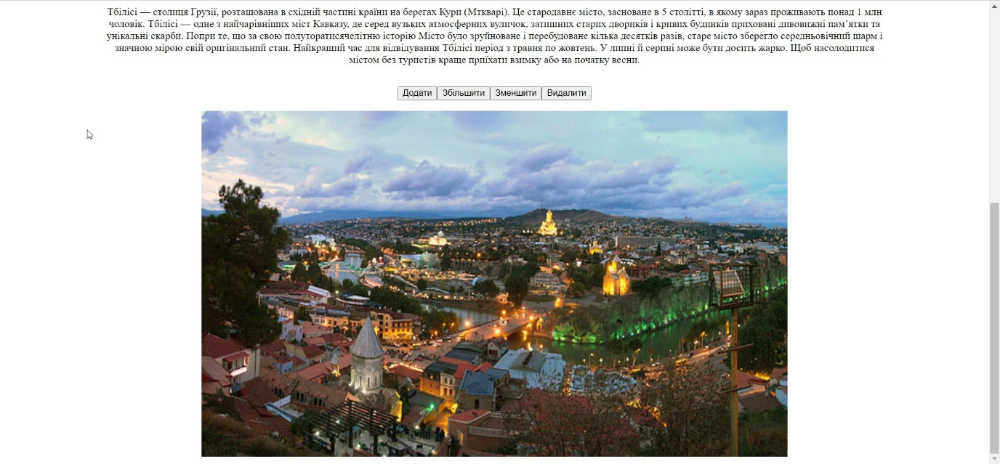 Тбілісі — столиця Грузії, розташована в східній частині країни на берегах Кури (Мткварі). Це стародавнє місто, засноване в 5 столітті, в якому зараз проживають понад 1 млн
чоловік. Тбілісі — одне з найчарівніших міст Кавказу, де серед вузьких атмосферних вуличок, затишних старих двориків і кривих будинків приховані дивовижні пам’ятки та
унікальні скарби. Попри те, що за свою полуторатисячелітню історію Місто було зруйноване і перебудоване кілька десятків разів, старе місто зберегло середньовічний шарм і
значною мірою свій оригінальний стан. Найкращий час для відвідування Тбілісі період з травня по жовтень. У липні й серпні може бути досить жарко. Щоб насолодитися
містом без туристів краще приїхати взимку або на початку весни.
Додати Збільшити Зменшити Видалити